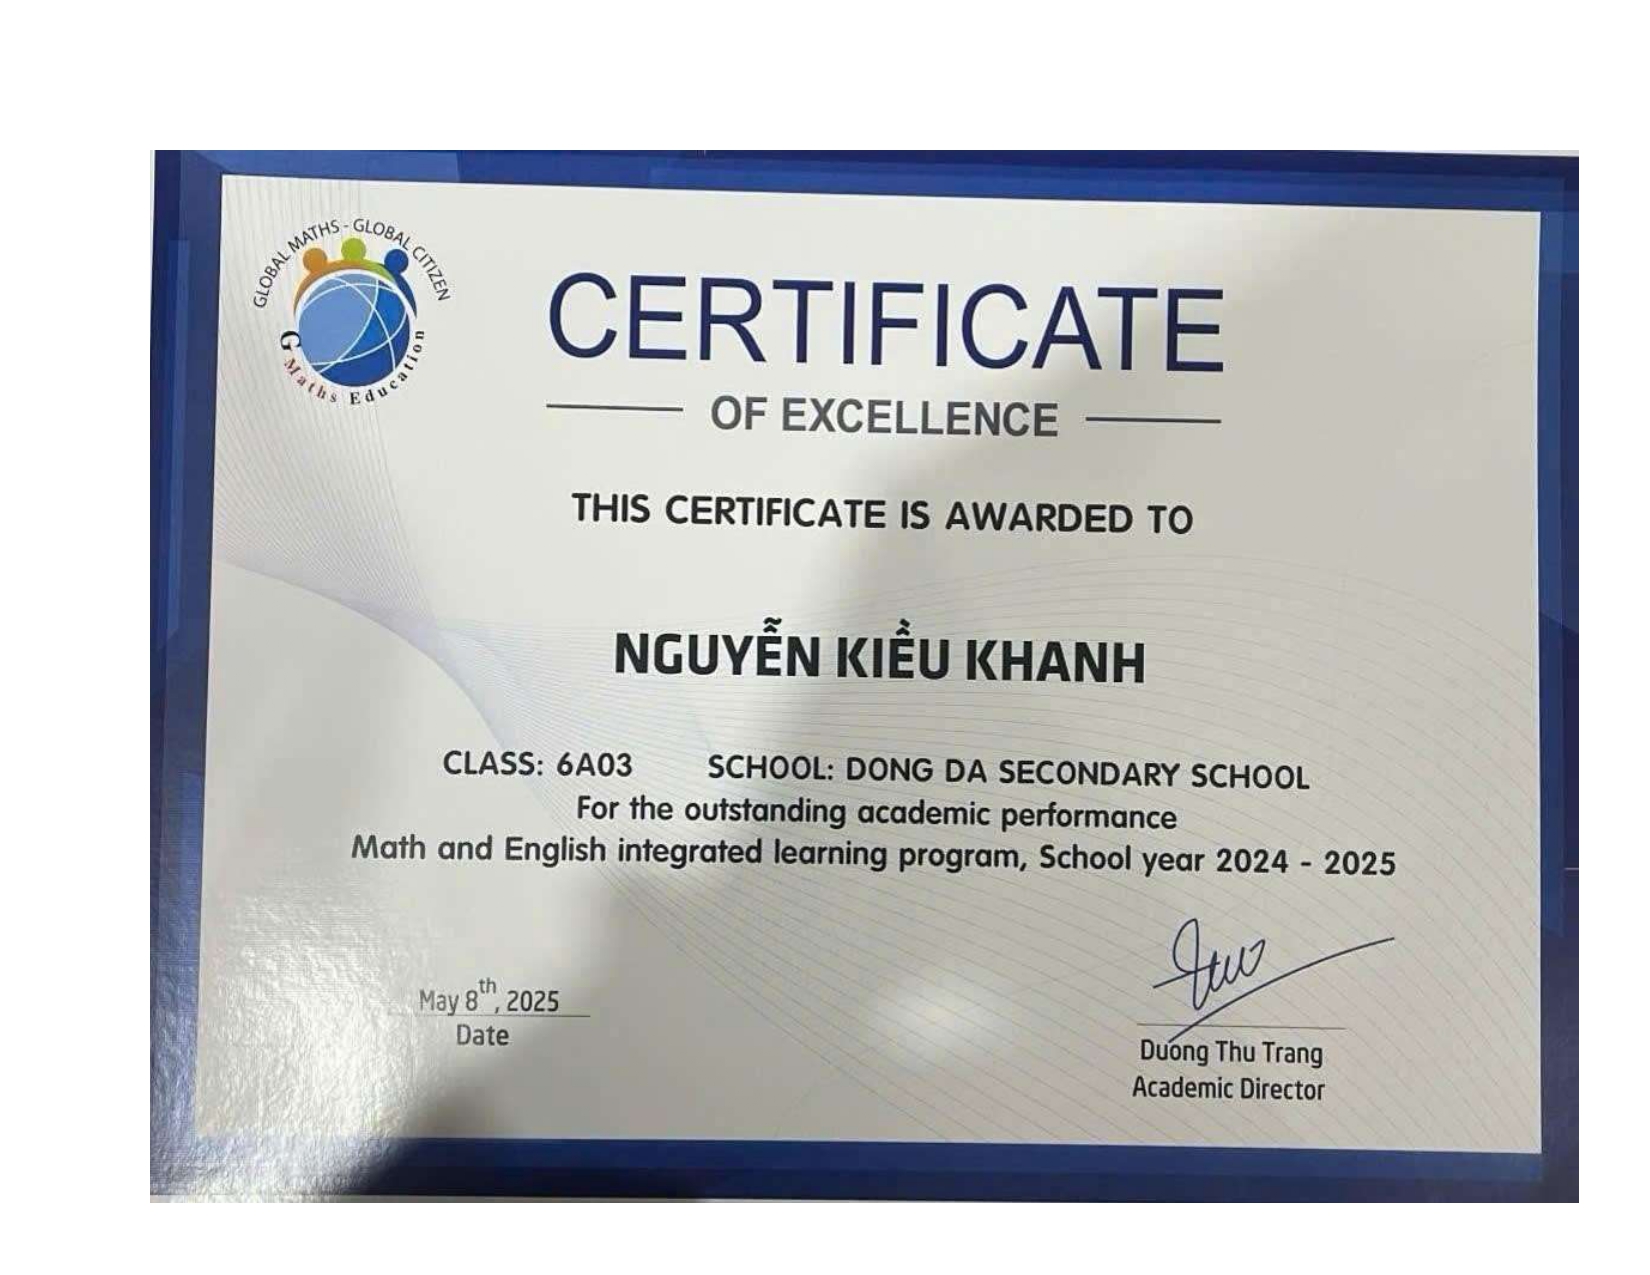 GLOBAL MATHS - GLOBAL CITIZEN
G Maths Education
CERTIFICATE
OF EXCELLENCE
THIS CERTIFICATE IS AWARDED TO
NGUYỄN KIỀU KHANH
CLASS: 6A03 SCHOOL: DONG DA SECONDARY SCHOOL
For the outstanding academic performance
Math and English integrated learning program, School year 2024 - 2025
May 8th, 2025
Date
Duong Thu Trang
Academic Director